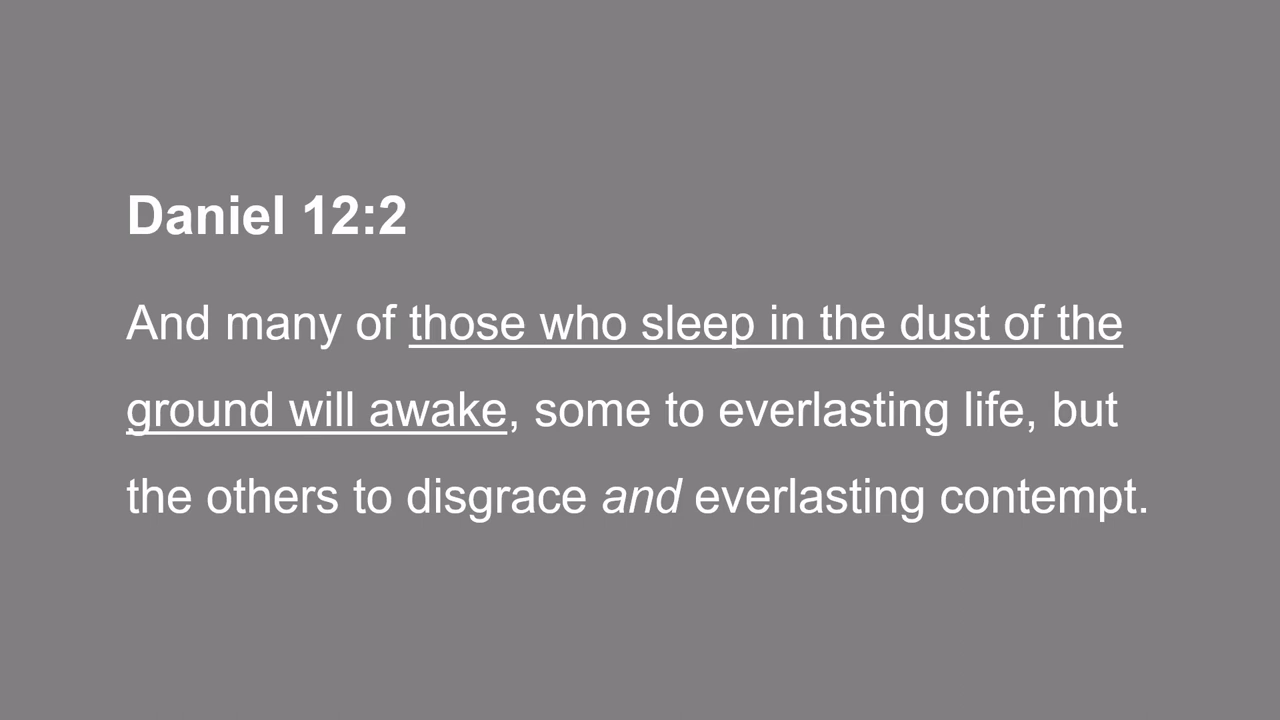 Daniel 12:2
And many of those who sleep in the dust of the
ground will awake, some to everlasting life, but
the others to disgrace and everlasting contempt.